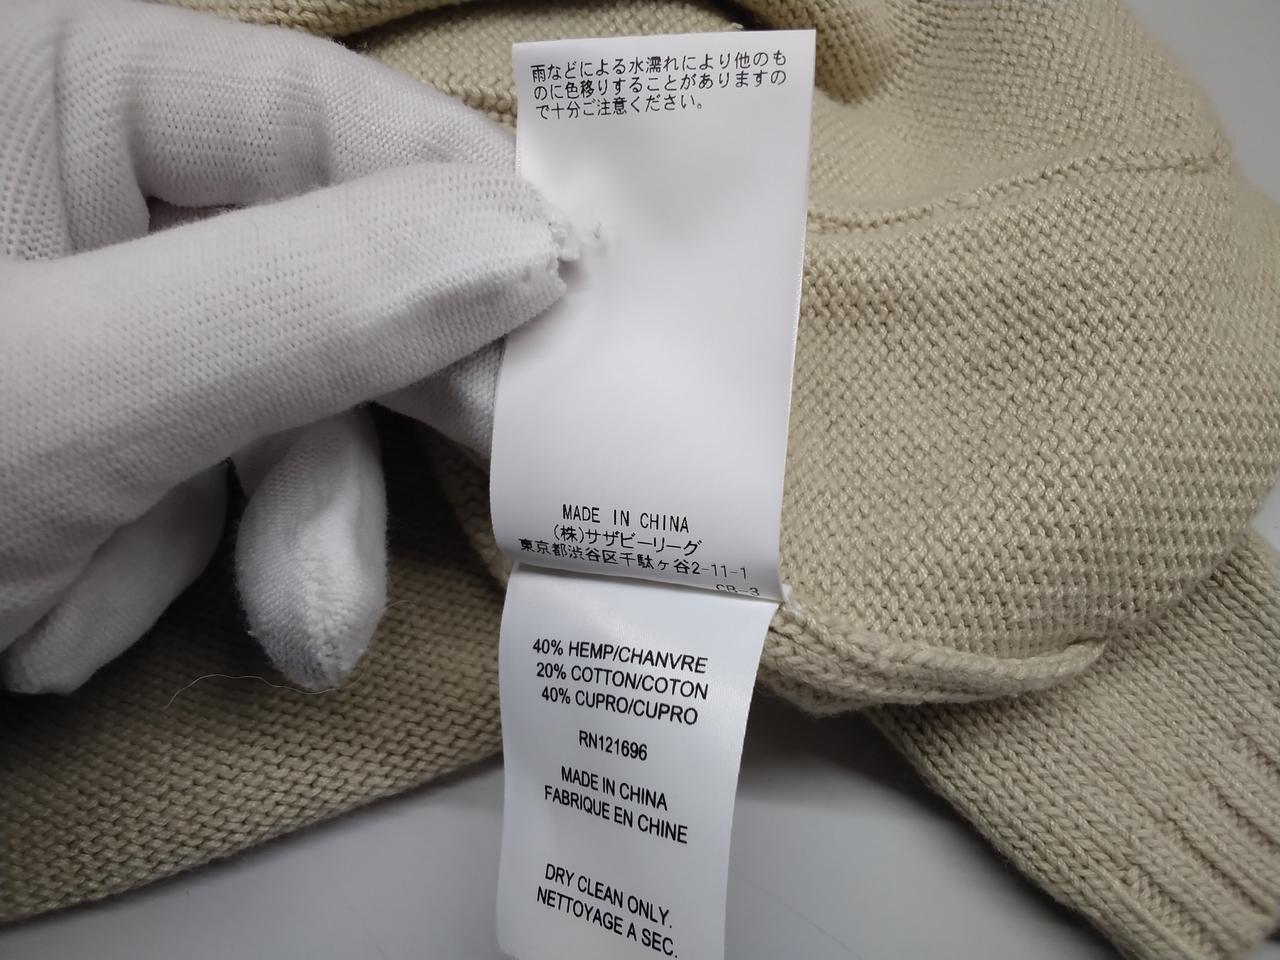 雨などによる水濡れにより他のも
のに色移りすることがありますの
で十分ご注意ください。
MADE IN CHINA
(株)サザビーリーグ
東京都渋谷区千駄ヶ谷2-11-1
CB-3
40% HEMP/CHANVRE
20% COTTON/COTON
40% CUPRO/CUPRO
RN121696
MADE IN CHINA
FABRIQUE EN CHINE
DRY CLEAN ONLY.
NETTOYAGE A SEC.